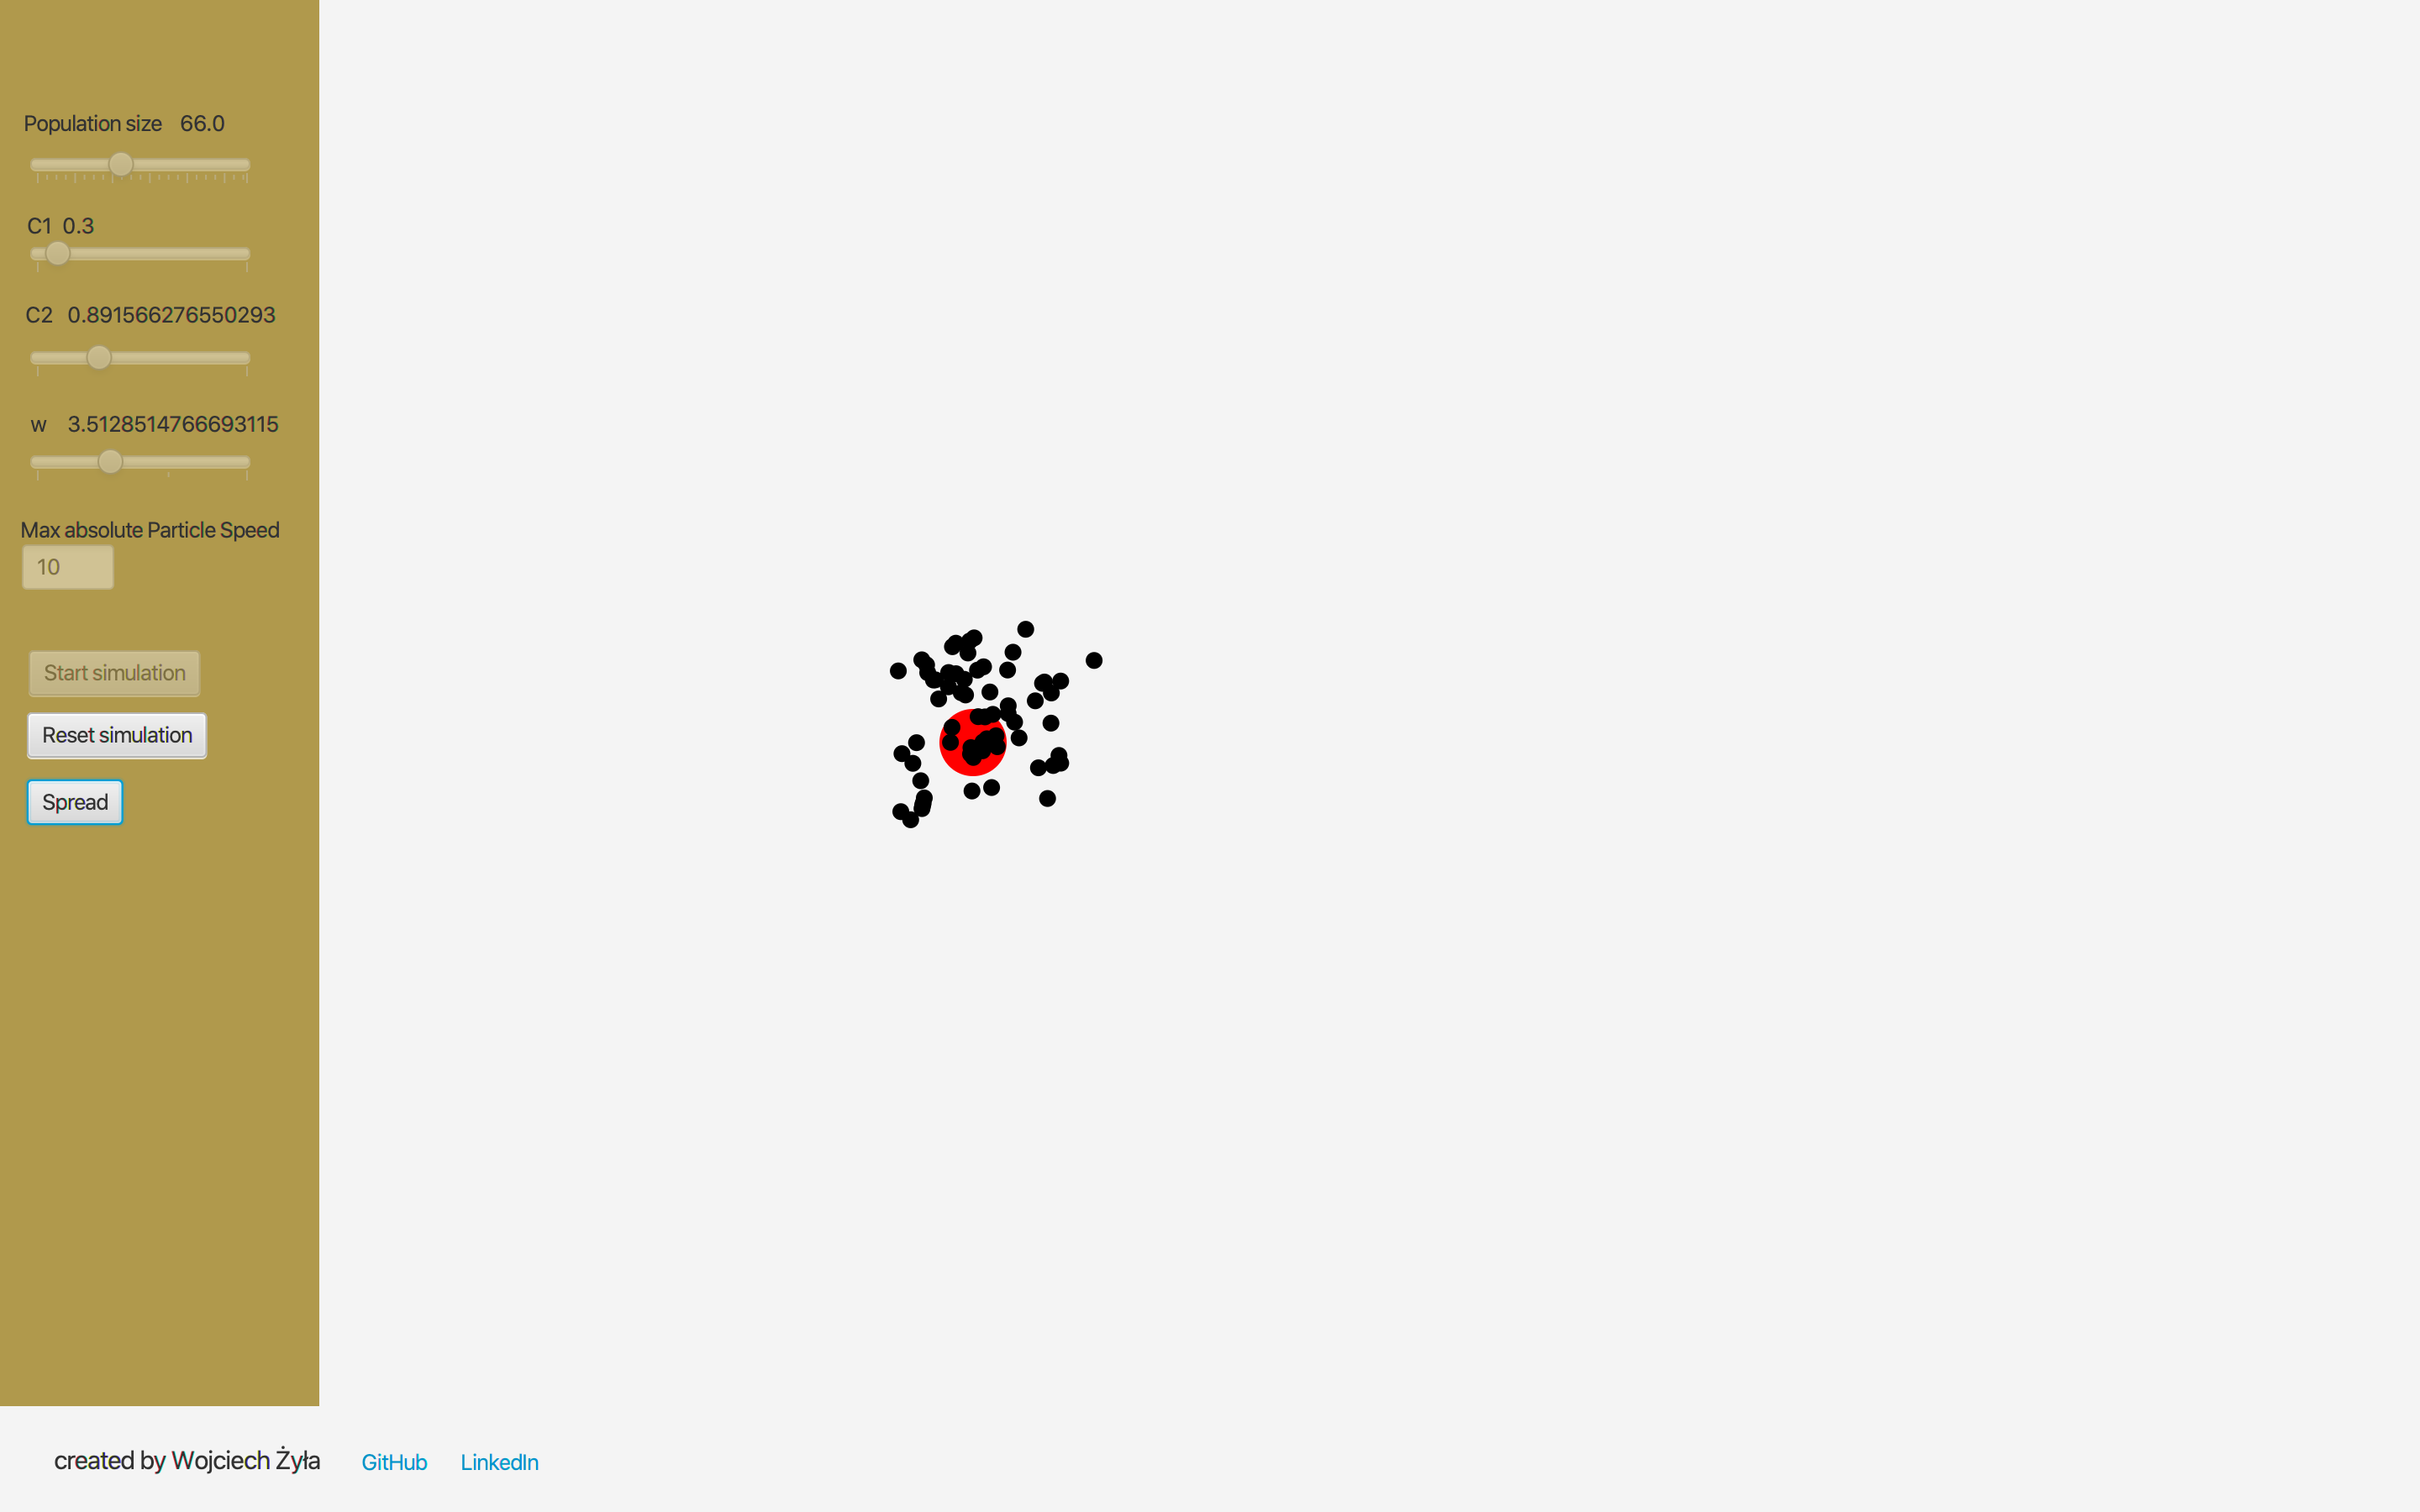 Population size 66.0
C1 0.3
C2 0.891566276550293
w 3.5128514766693115
Max absolute Particle Speed
10
Start simulation
Reset simulation
Spread
created by Wojciech Żyła GitHub LinkedIn